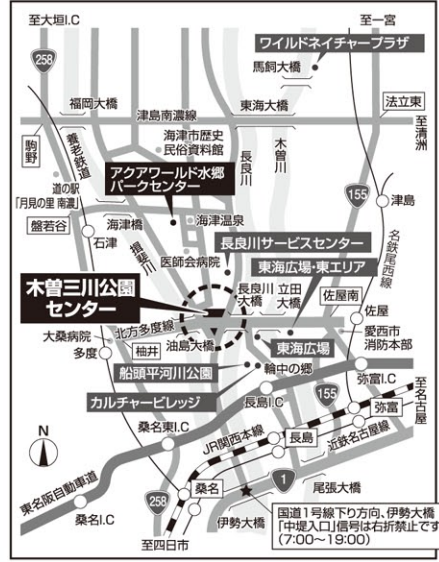 至大垣I.C
至一宮
ワイルドネイチャープラザ
258
馬飼大橋
福岡大橋
東海大橋
法立東
津島南濃線
至清洲
駒野
養老鉄道
海津市歴史
民俗資料館
長良川
木曽川
道の駅
「月見の里 南濃」
アクアワールド水郷
パークセンター
155
津島
盤若谷
海津橋
海津温泉
石津
揖斐川
長良川サービスセンター
名鉄尾西線
医師会病院
東海広場・東エリア
木曽三川公園
センター
長良川
大橋
立田
大橋
佐屋南
佐屋
北方多度線
大桑病院
油島大橋
愛西市
消防本部
多度
柚井
東海広場
船頭平河川公園
輪中の郷
弥富I.C
カルチャービレッジ
長島I.C
155
弥富
至名古屋
桑名東I.C
N
JR関西本線
長島
近鉄名古屋線
東名阪自動車道
桑名
1
尾張大橋
258
桑名I.C
伊勢大橋
至四日市
国道1号線下り方向、伊勢大橋
「中堤入口」信号は右折禁止です
(7:00~19:00)